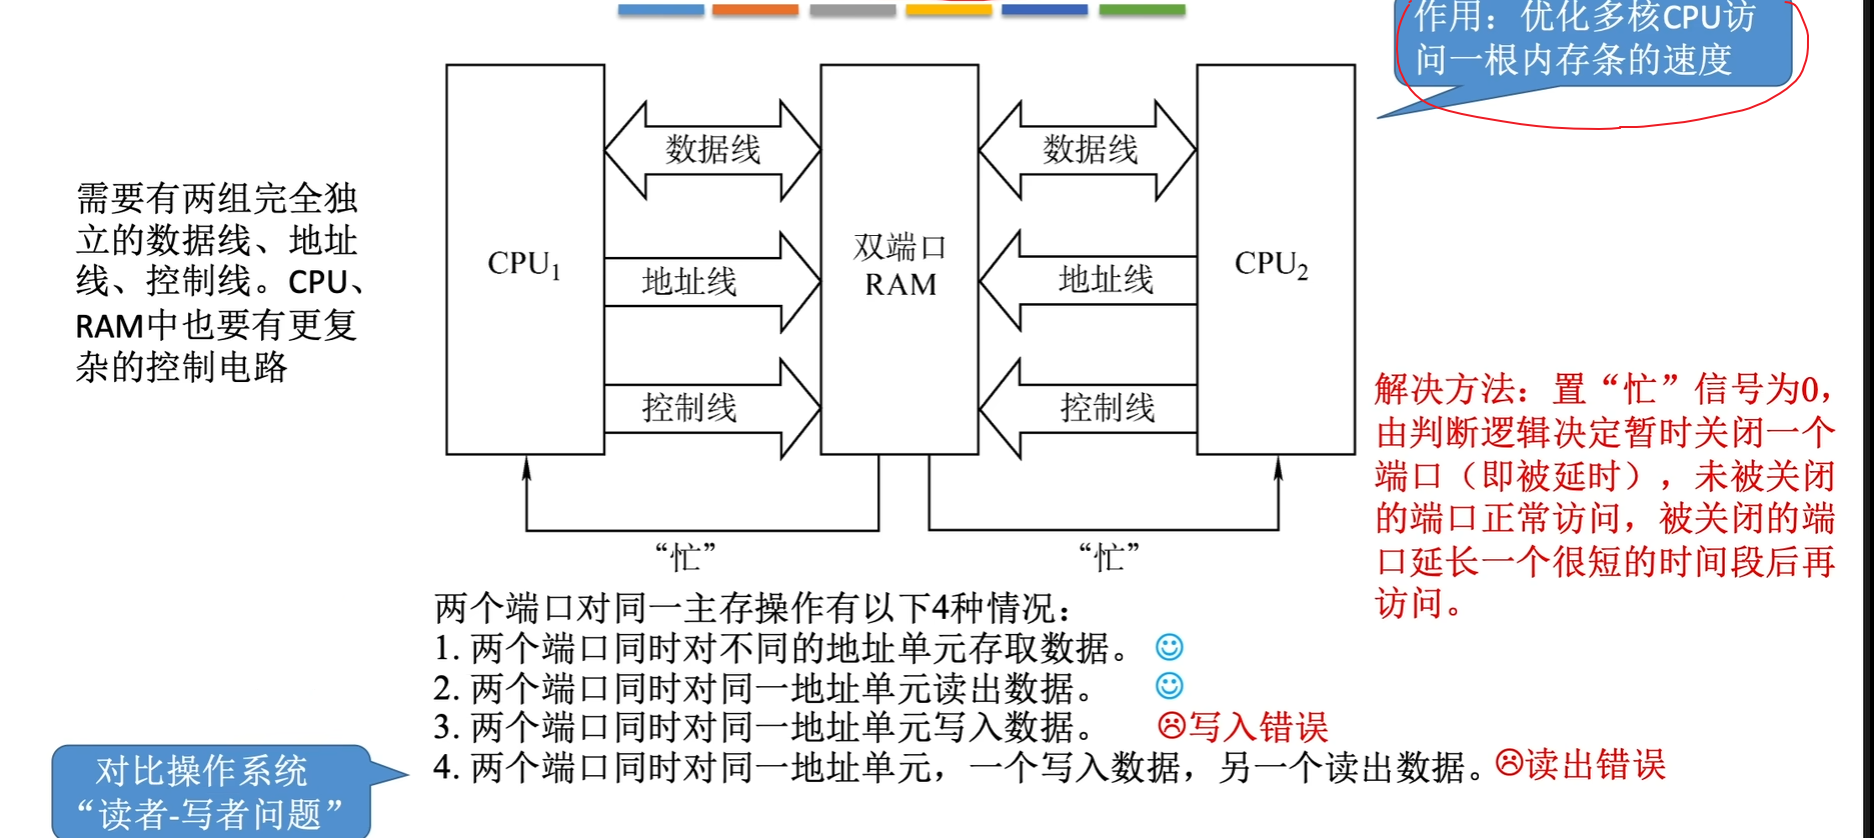 作用：优化多核CPU访
问一根内存条的速度
需要有两组完全独
立的数据线、地址
线、控制线。CPU、
RAM中也要有更复
杂的控制电路
CPU₁
数据线
地址线
控制线
双端口
RAM
数据线
地址线
控制线
CPU₂
“忙”
“忙”
解决方法：置“忙”信号为0，
由判断逻辑决定暂时关闭一个
端口（即被延时），未被关闭
的端口正常访问，被关闭的端
口延长一个很短的时间段后再
访问。
两个端口对同一主存操作有以下4种情况：
1. 两个端口同时对不同的地址单元存取数据。
2. 两个端口同时对同一地址单元读出数据。
3. 两个端口同时对同一地址单元写入数据。 写入错误
4. 两个端口同时对同一地址单元，一个写入数据，另一个读出数据。 读出错误
对比操作系统
“读者-写者问题”